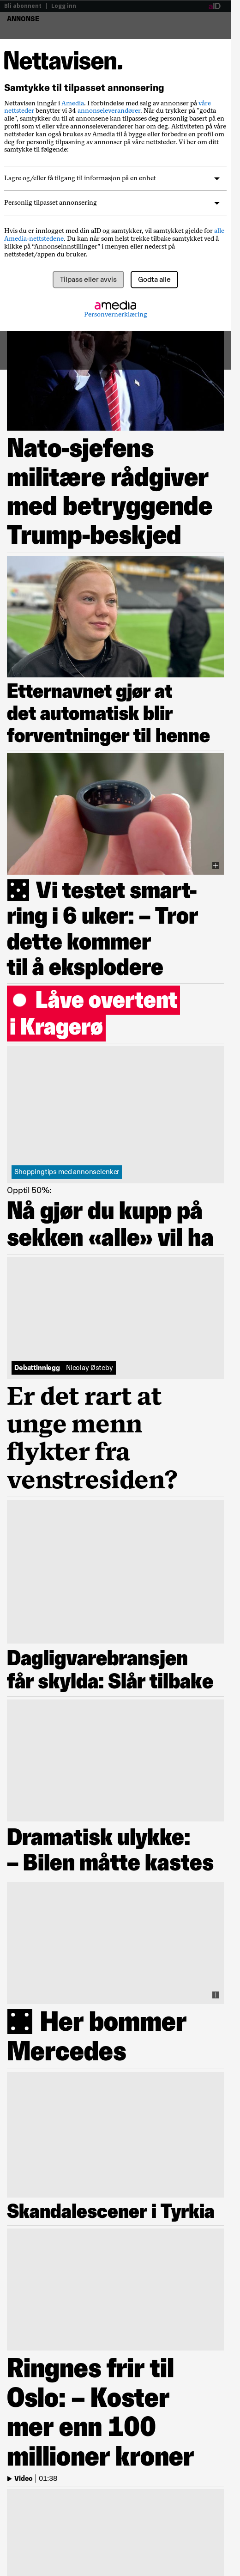 Bli abonnent | Logg inn
aID
ANNONSE
Nettavisen.
Samtykke til tilpasset annonsering
Nettavisen inngår i Amedia. I forbindelse med salg av annonser på våre
nettsteder benytter vi 34 annonseleverandører. Når du trykker på "godta
alle", samtykker du til at annonser kan tilpasses deg personlig basert på en
profil som vi eller våre annonseleverandører har om deg. Aktiviteten på våre
nettsteder kan også brukes av Amedia til å bygge eller forbedre en profil om
deg for personlig tilpasning av annonser på våre nettsteder. Vi ber om ditt
samtykke til følgende:
Lagre og/eller få tilgang til informasjon på en enhet
Personlig tilpasset annonsering
Hvis du er innlogget med din aID og samtykker, vil samtykket gjelde for alle
Amedia-nettstedene. Du kan når som helst trekke tilbake samtykket ved å
klikke på “Annonseinnstillinger” i menyen eller nederst på
nettstedet/appen du bruker.
Tilpass eller avvis
Godta alle
amedia
Personvernerklæring
Nato-sjefens
militære rådgiver
med betryggende
Trump-beskjed
Etternavnet gjør at
det automatisk blir
forventninger til henne
Vi testet smart-
ring i 6 uker: – Tror
dette kommer
til å eksplodere
Låve overtent
i Kragerø
Shoppingtips med annonselenker
Opptil 50%:
Nå gjør du kupp på
sekken «alle» vil ha
Debattinnlegg | Nicolay Østeby
Er det rart at
unge menn
flykter fra
venstresiden?
Dagligvarebransjen
får skylda: Slår tilbake
Dramatisk ulykke:
– Bilen måtte kastes
Her bommer
Mercedes
Skandalescener i Tyrkia
Ringnes frir til
Oslo: – Koster
mer enn 100
millioner kroner
Video | 01:38